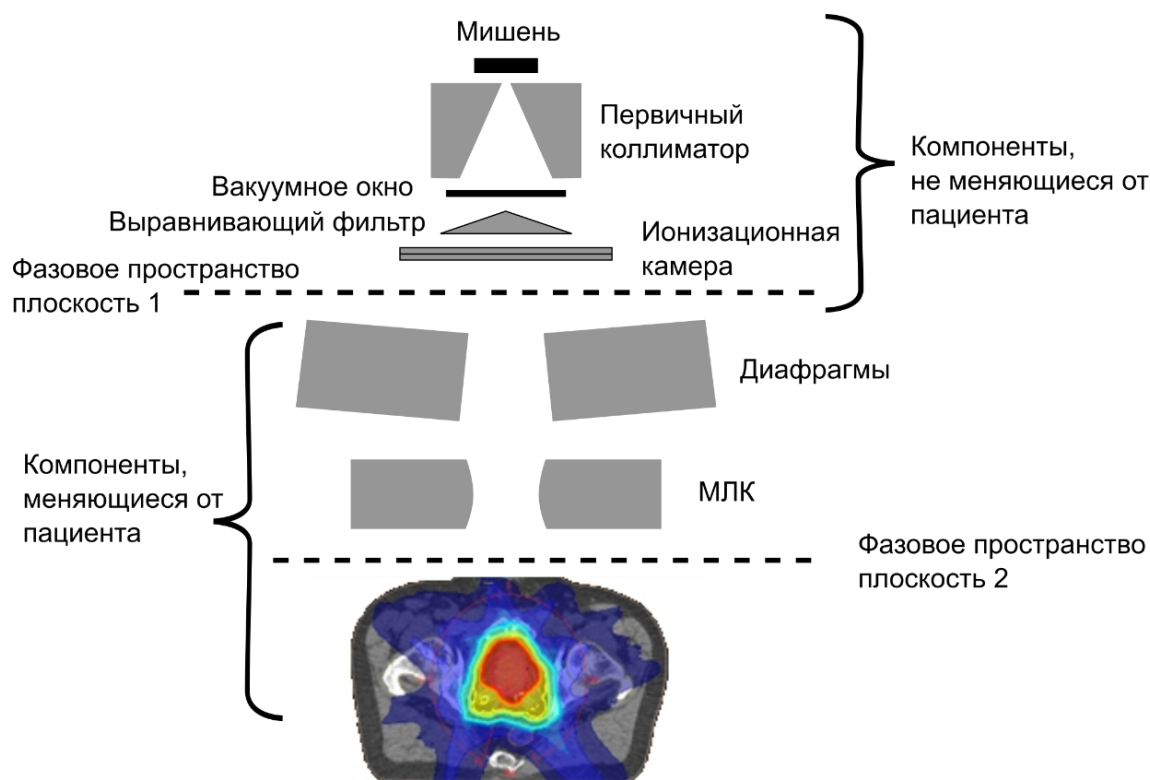 Мишень
Первичный
коллиматор
Компоненты,
не меняющиеся от
пациента
Вакуумное окно
Выравнивающий фильтр
Ионизационная
камера
Фазовое пространство
плоскость 1
Диафрагмы
Компоненты,
меняющиеся от
пациента
МЛК
Фазовое пространство
плоскость 2